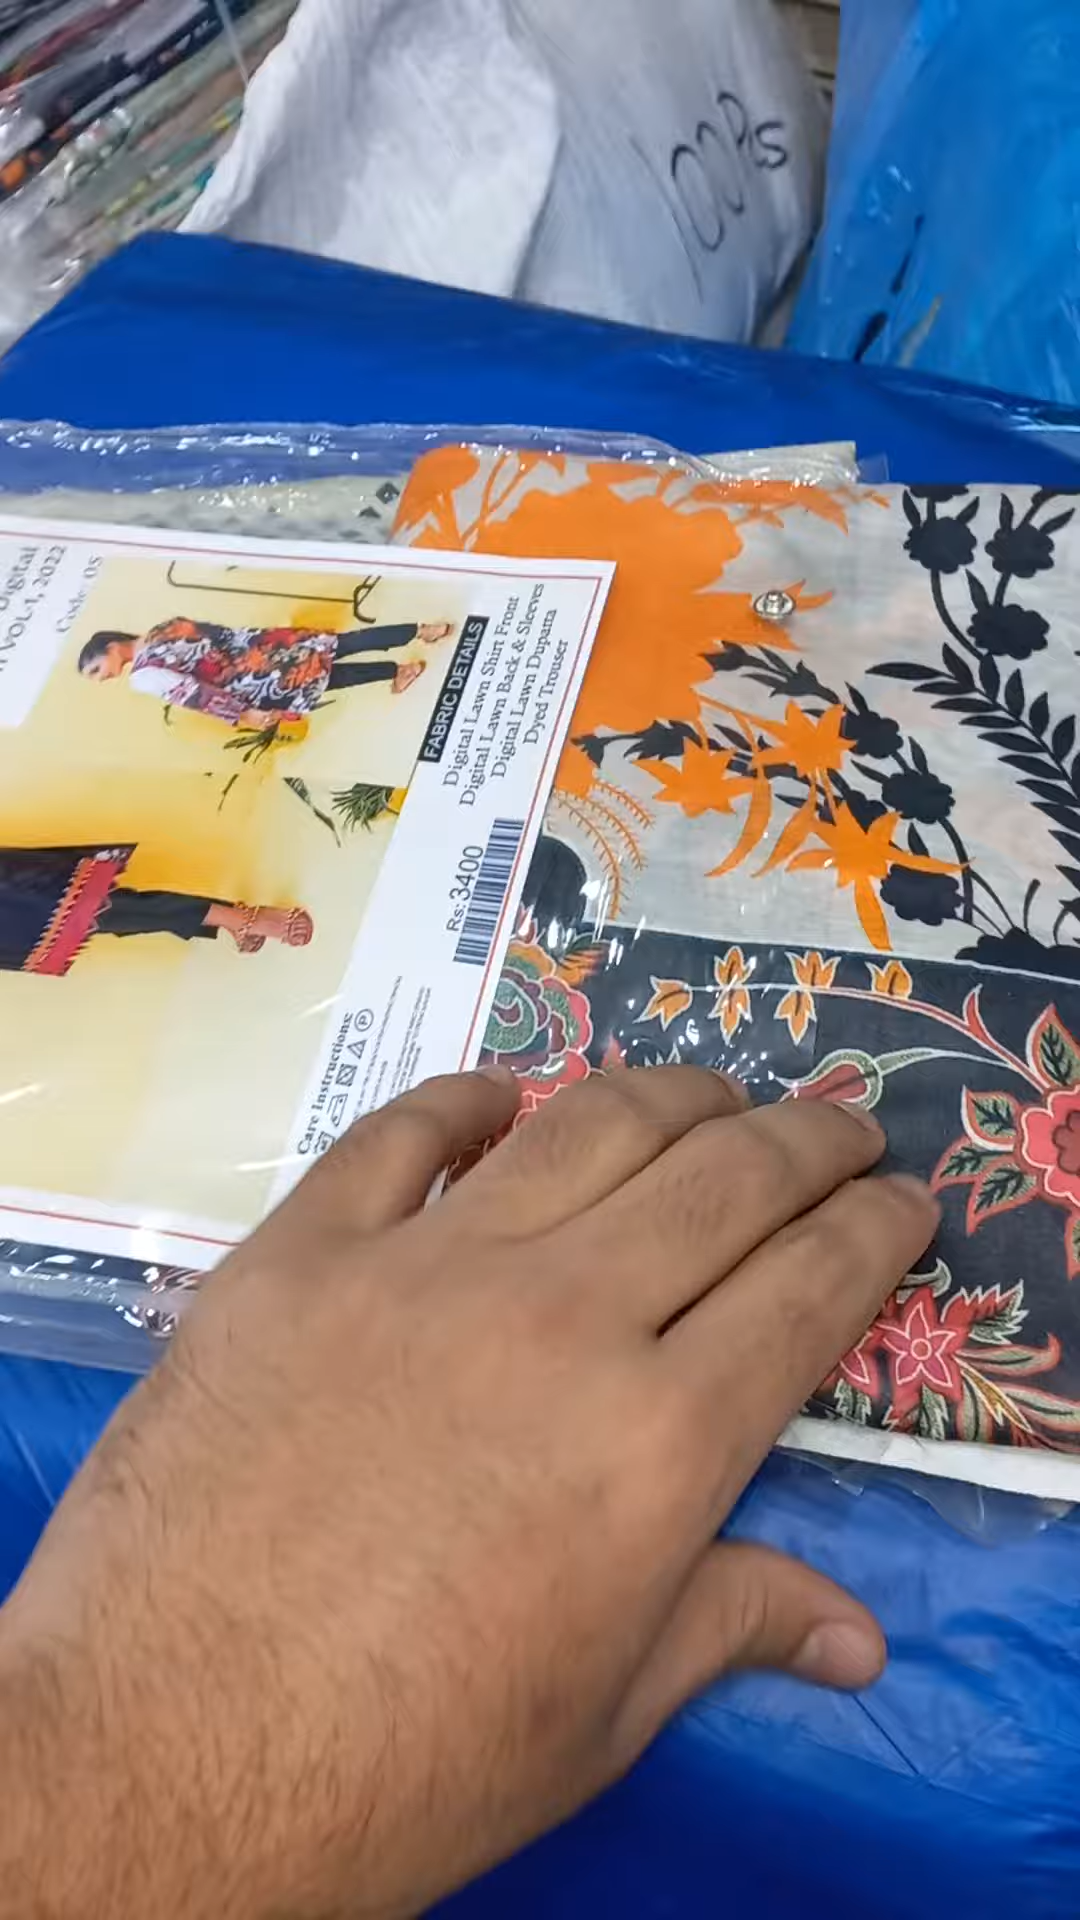 100Pcs
Digital
VOL-1, 2022
Code: 05
FABRIC DETAILS
Digital Lawn Shirt Front
Digital Lawn Back & Sleeves
Digital Lawn Dupatta
Dyed Trouser
Rs: 3400
Care Instructions:
P